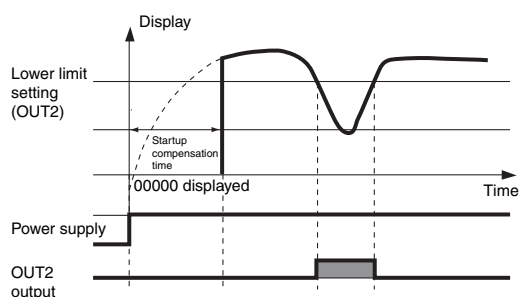 Display
Lower limit
setting
(OUT2)
Startup
compensation
time
00000 displayed
Time
Power supply
OUT2
output